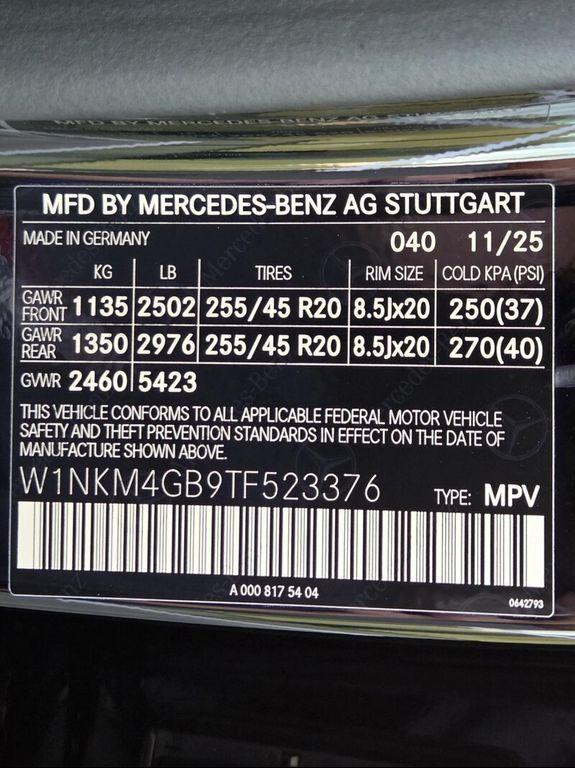 MFD BY MERCEDES-BENZ AG STUTTGART
MADE IN GERMANY 040 11/25
KG LB TIRES RIM SIZE COLD KPA (PSI)
GAWR FRONT 1135 2502 255/45 R20 8.5Jx20 250(37)
GAWR REAR 1350 2976 255/45 R20 8.5Jx20 270(40)
GVWR 2460 5423
THIS VEHICLE CONFORMS TO ALL APPLICABLE FEDERAL MOTOR VEHICLE
SAFETY AND THEFT PREVENTION STANDARDS IN EFFECT ON THE DATE OF
MANUFACTURE SHOWN ABOVE.
W1NKM4GB9TF523376 TYPE: MPV
A 000 817 54 04
0642793